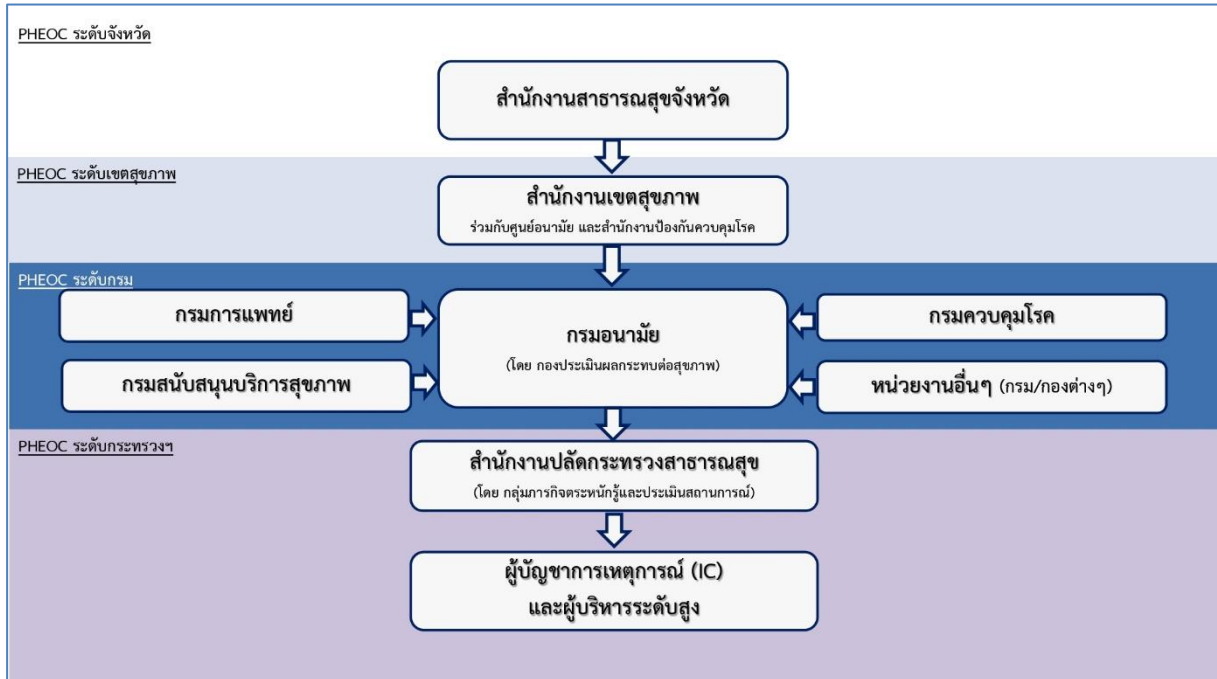 PHEOC ระดับจังหวัด
สำนักงานสาธารณสุขจังหวัด
PHEOC ระดับเขตสุขภาพ
สำนักงานเขตสุขภาพ
ร่วมกับศูนย์อนามัย และสำนักงานป้องกันควบคุมโรค
PHEOC ระดับกรม
กรมการแพทย์
กรมสนับสนุนบริการสุขภาพ
กรมอนามัย
(โดย กองประเมินผลกระทบต่อสุขภาพ)
กรมควบคุมโรค
หน่วยงานอื่นๆ (กรม/กองต่างๆ)
PHEOC ระดับกระทรวงฯ
สำนักงานปลัดกระทรวงสาธารณสุข
(โดย กลุ่มภารกิจตระหนักรู้และประเมินสถานการณ์)
ผู้บัญชาการเหตุการณ์ (IC)
และผู้บริหารระดับสูง